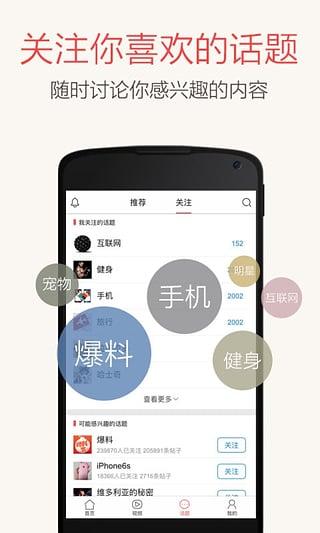 关注你喜欢的话题
随时讨论你感兴趣的内容
推荐 关注
我关注的话题
互联网 152
健身
手机 2002
旅行 2002
哈士奇
宠物
手机
明星
互联网
爆料
健身
查看更多
可能感兴趣的话题
爆料 关注
239870人已关注 205891条帖子
iPhone6s 关注
18368人已关注 2716条帖子
维多利亚的秘密
首页 视频 话题 我的